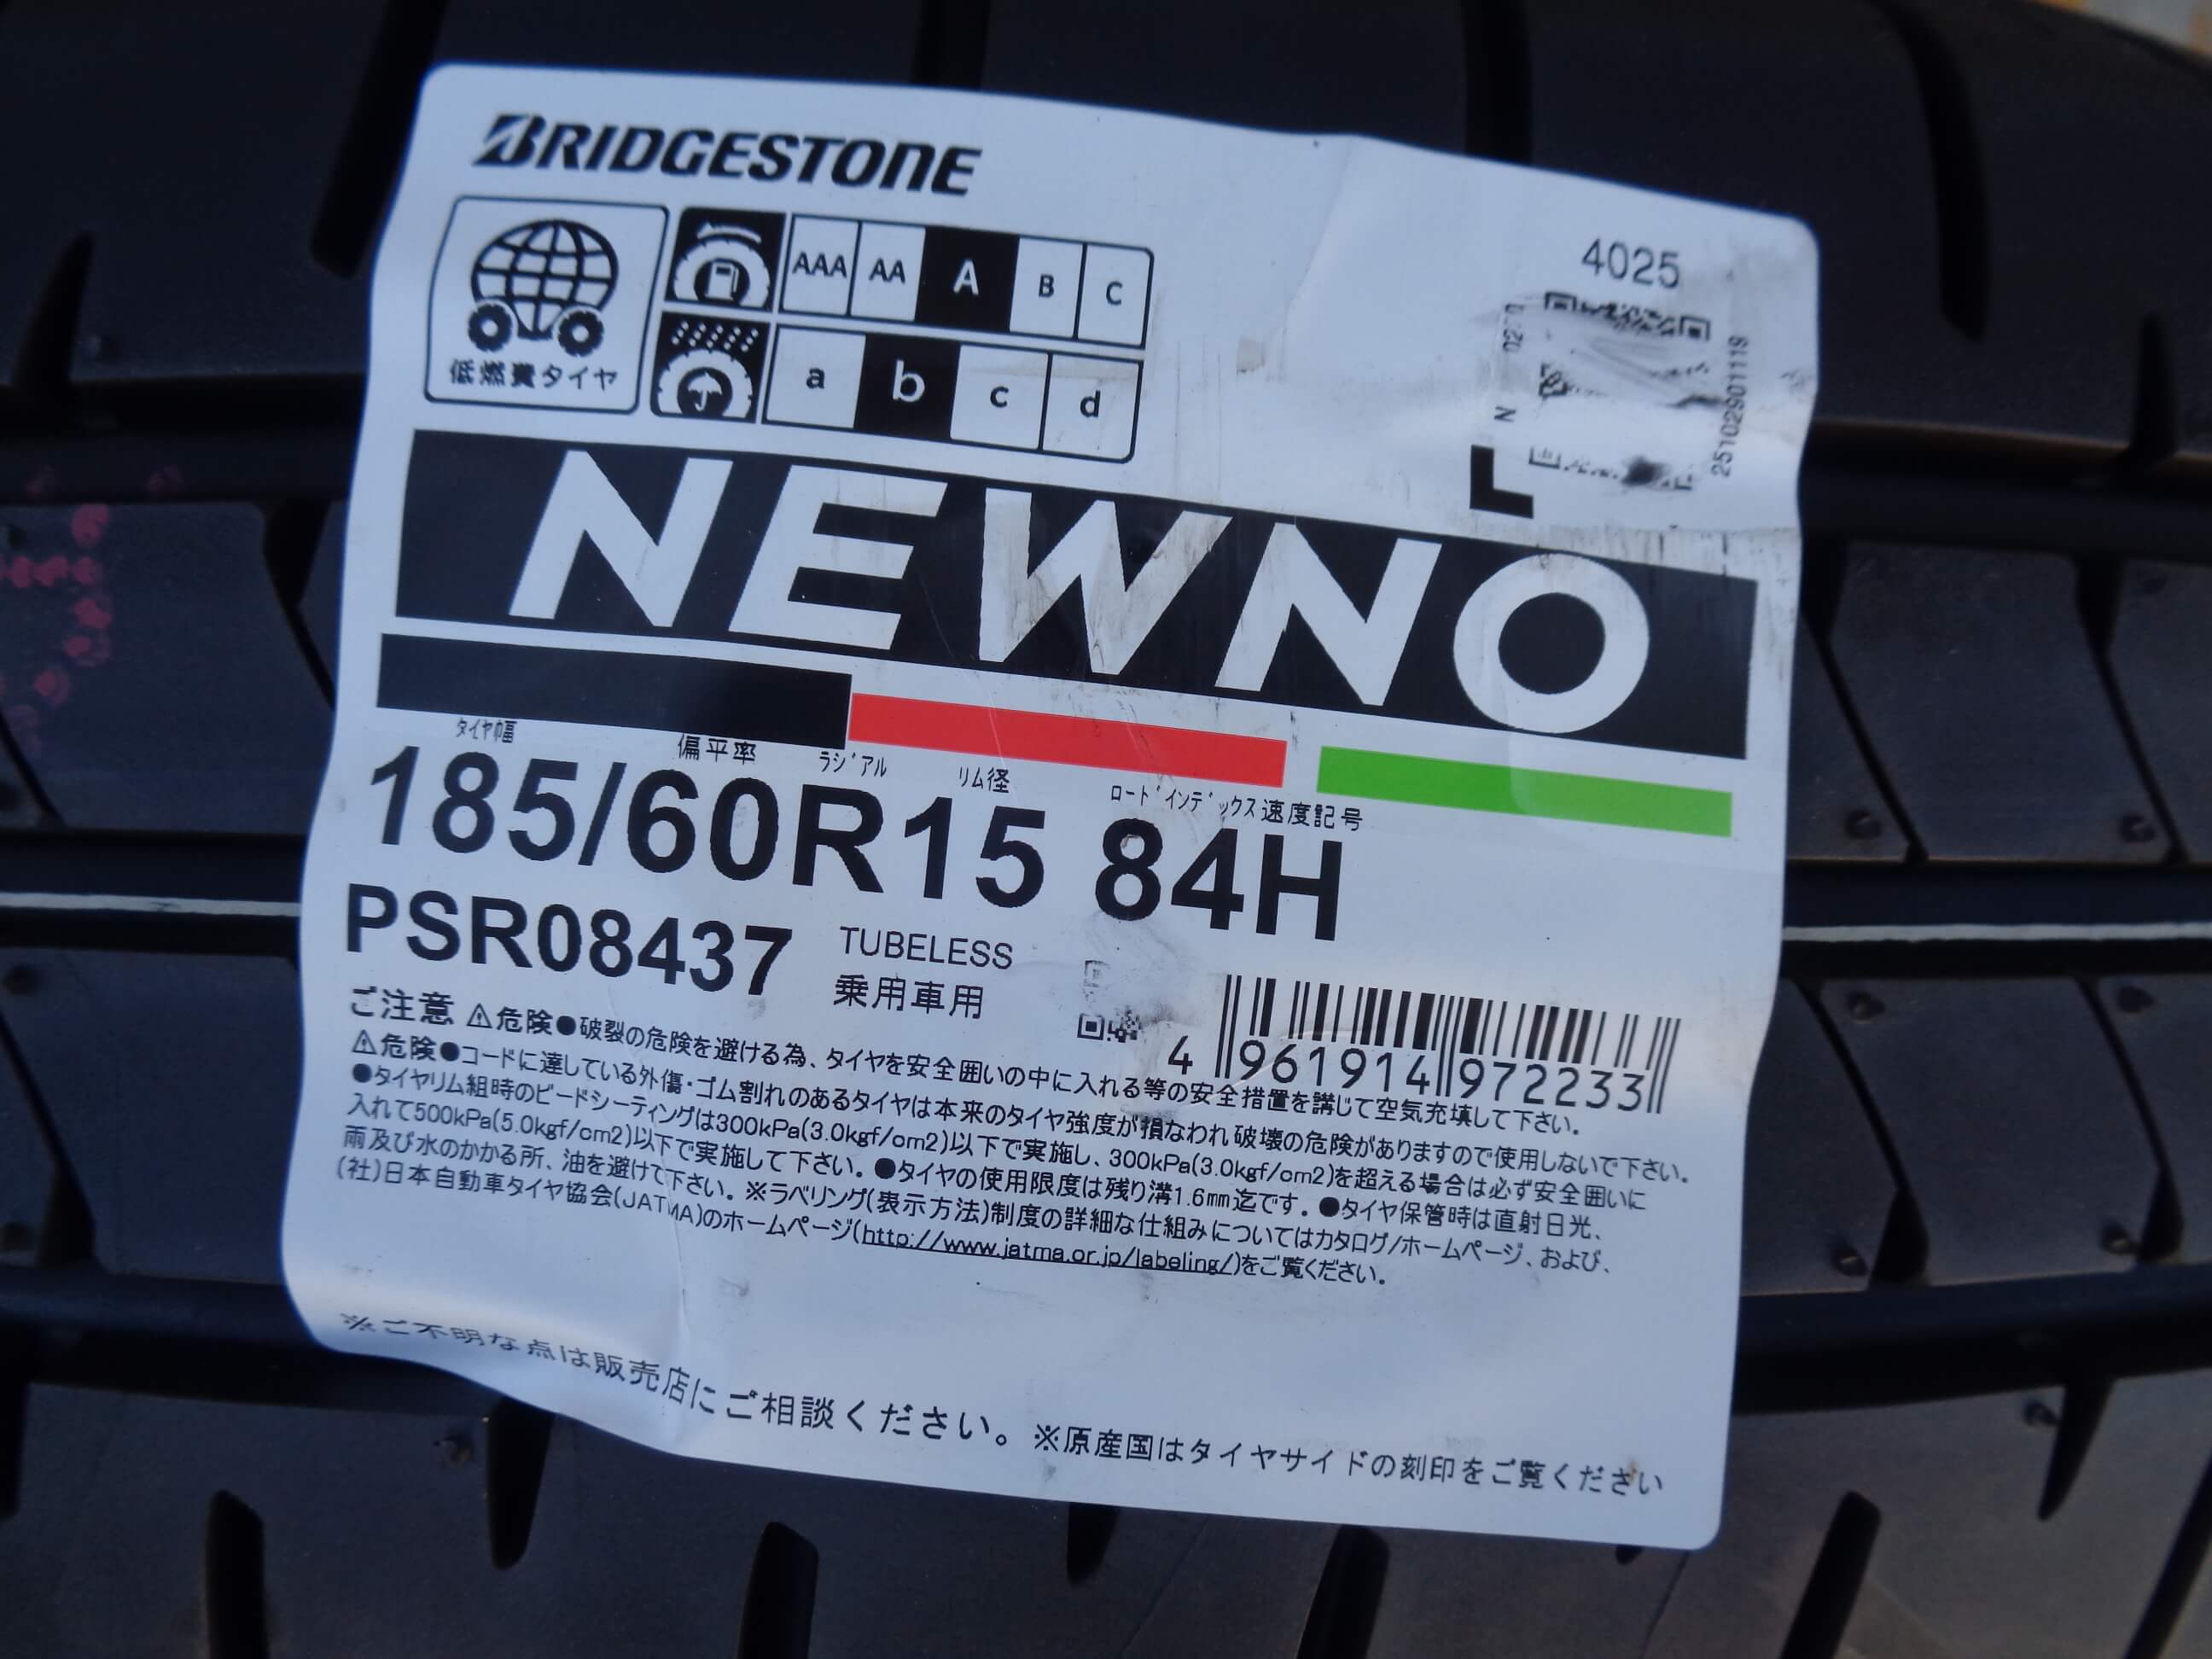 BRIDGESTONE
4025
AAA AA A B C
a b c d
低燃費タイヤ
25102901119
L
NEWNO
タイヤ巾幅 偏平率 ラジアル リム径 ロードインデックス 速度記号
185/60R15 84H
PSR08437
TUBELESS
乗用車用
4 961914 972233
ご注意 ⚠危険●破裂の危険を避ける為、タイヤを安全囲いの中に入れる等の安全措置を講じて空気充填して下さい。
⚠危険●コードに達している外傷・ゴム割れのあるタイヤは本来のタイヤ強度が損なわれ破壊の危険がありますので使用しないで下さい。
●タイヤリム組時のビードシーティングは300kPa(3.0kgf/cm2)以下で実施し、300kPa(3.0kgf/cm2)を超える場合は必ず安全囲いに
入れて500kPa(5.0kgf/cm2)以下で実施して下さい。●タイヤの使用限度は残り溝1.6mm迄です。●タイヤ保管時は直射日光、
雨及び水のかかる所、油を避けて下さい。※ラベリング(表示方法)制度の詳細な仕組みについてはカタログ/ホームページ、および、
(社)日本自動車タイヤ協会(JATMA)のホームページ(http://www.jatma.or.jp/labeling/)をご覧ください。
※ご不明な点は販売店にご相談ください。※原産国はタイヤサイドの刻印をご覧ください